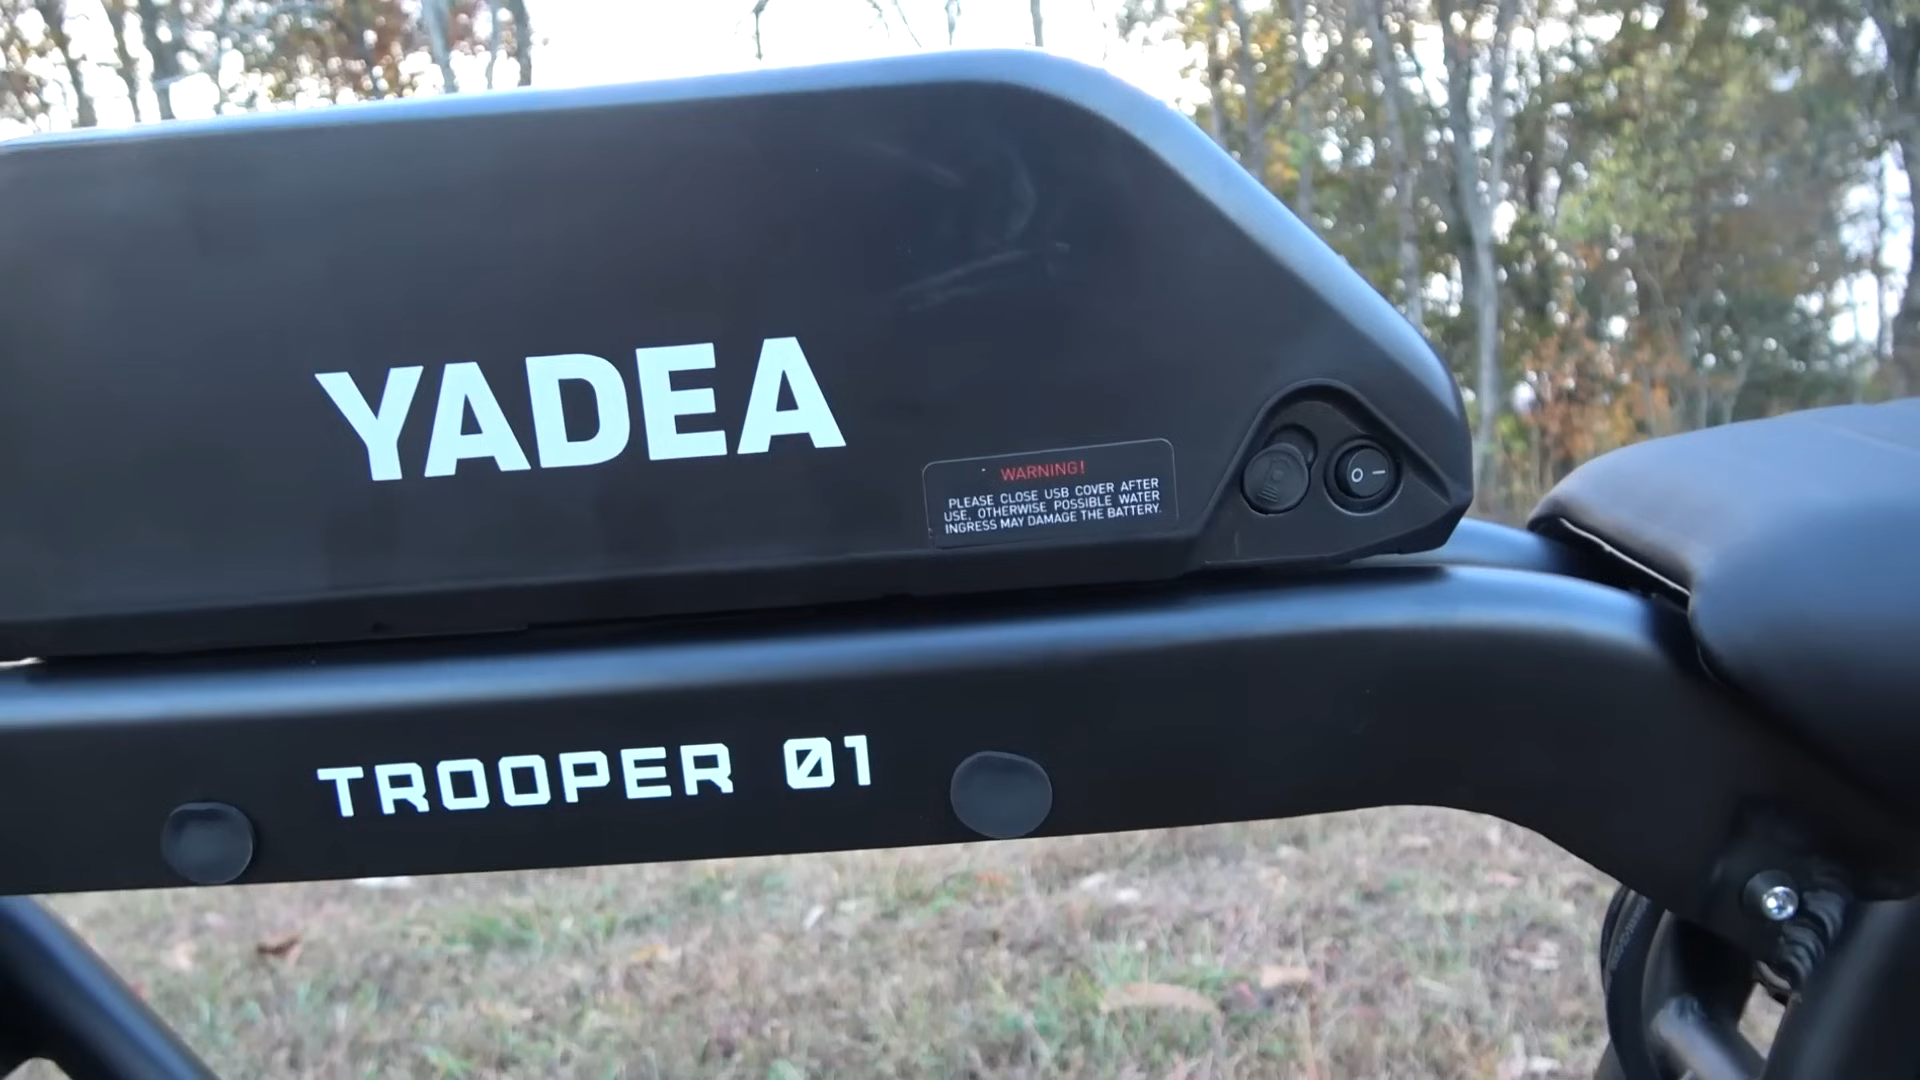 YADEA
WARNING!
PLEASE CLOSE USB COVER AFTER
USE, OTHERWISE POSSIBLE WATER
INGRESS MAY DAMAGE THE BATTERY.
TROOPER 01